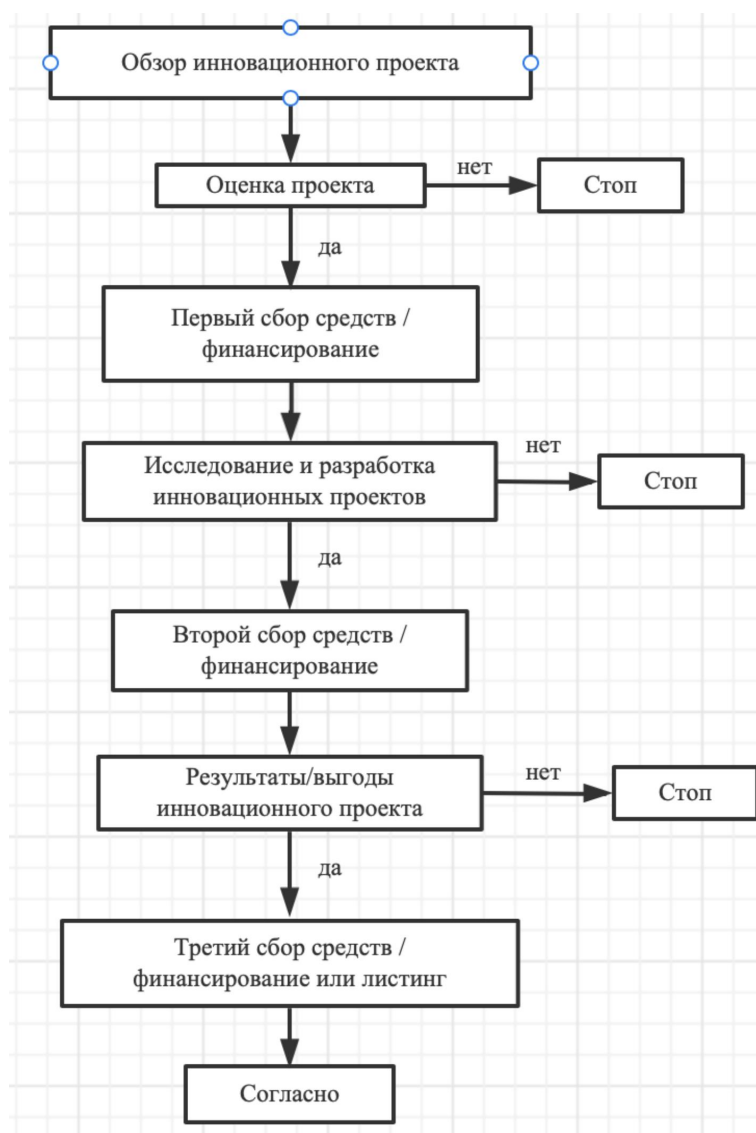 Обзор инновационного проекта
Оценка проекта
нет
Стоп
да
Первый сбор средств /
финансирование
Исследование и разработка
инновационных проектов
нет
Стоп
да
Второй сбор средств /
финансирование
Результаты/выгоды
инновационного проекта
нет
Стоп
да
Третий сбор средств /
финансирование или листинг
Согласно